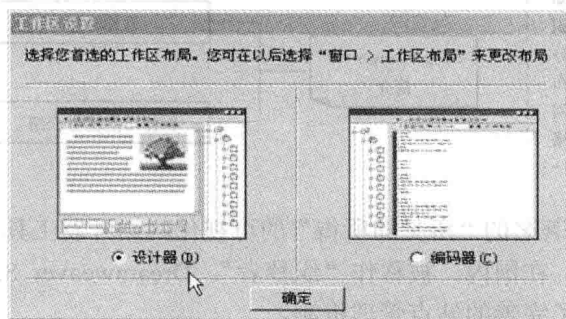 工作区设置
选择您首选的工作区布局。您可在以后选择“窗口 > 工作区布局”来更改布局
设计器(D)
编码器(C)
确定